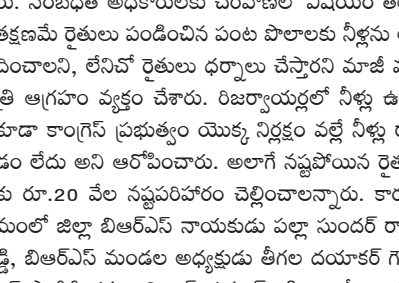 తక్షణమే రైతులు పండించిన పంట పొలాలకు నీళ్లను
దించాలని, లేనిచో రైతులు ధర్నాలు చేస్తారని మాజీ
త్రి ఆగ్రహం వ్యక్తం చేశారు. రిజర్వాయర్లలో నీళ్లు ఉ
కూడా కాంగ్రెస్ ప్రభుత్వం యొక్క నిర్లక్షం వల్లే నీళ్లు
డం లేదు అని ఆరోపించారు. అలాగే నష్టపోయిన రైతు
కు రూ.20 వేల నష్టపరిహారం చెల్లించాలన్నారు. కార
మంలో జిల్లా బిఆర్ఎస్ నాయకుడు పల్లా సుందర్ రా
డ్డి, బిఆర్ఎస్ మండల అధ్యక్షుడు తీగల దయాకర్ గౌ